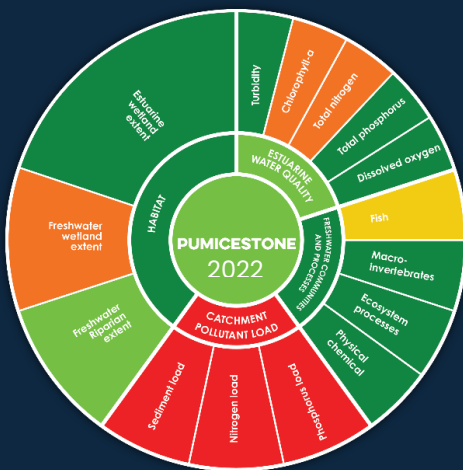 PUMICESTONE
2022
ESTUARINE
WATER QUALITY
Turbidity
Chlorophyll-a
Total nitrogen
Total phosphorus
Dissolved oxygen
FRESHWATER COMMUNITIES
AND PROCESSES
Fish
Macro-
invertebrates
Ecosystem
processes
Physical
chemical
CATCHMENT
POLLUTANT LOAD
Phosphorus load
Nitrogen load
Sediment load
HABITAT
Freshwater
Riparian
extent
Freshwater
wetland
extent
Estuarine
wetland
extent